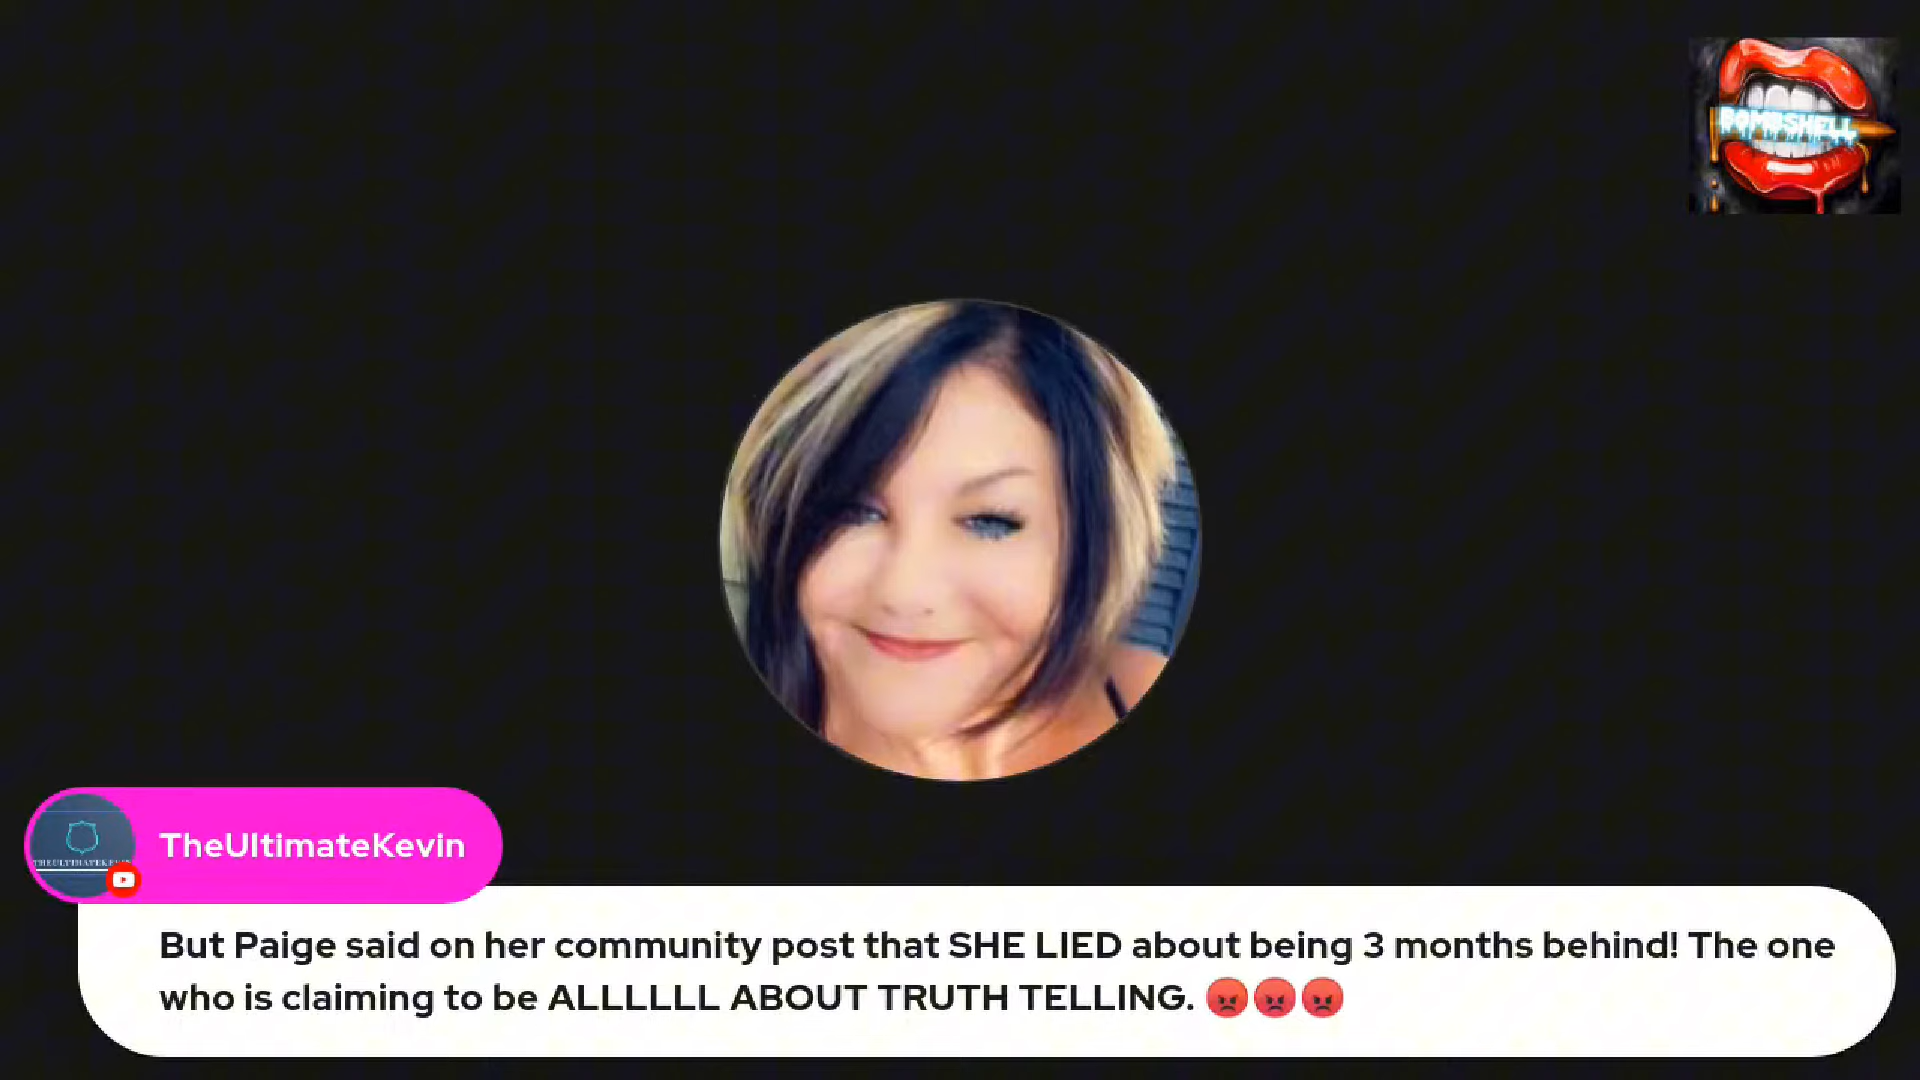 BOMBSHELL
TheUltimateKevin
THEULTIMATEKEVIN
But Paige said on her community post that SHE LIED about being 3 months behind! The one
who is claiming to be ALLLLLL ABOUT TRUTH TELLING. 😡😡😡